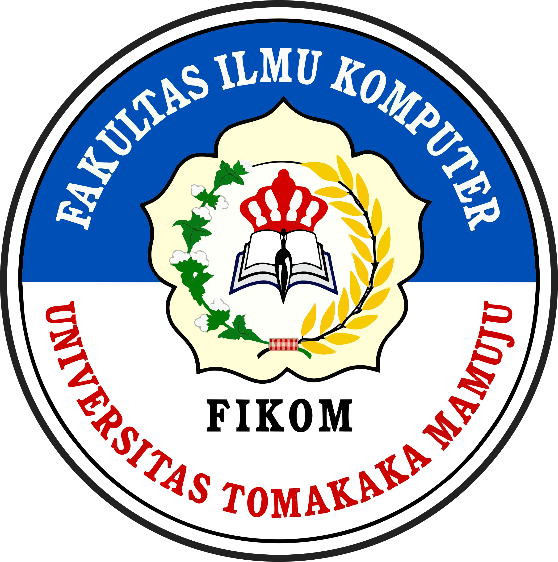 FAKULTAS ILMU KOMPUTER
FIKOM
UNIVERSITAS TOMAKAKA MAMUJU